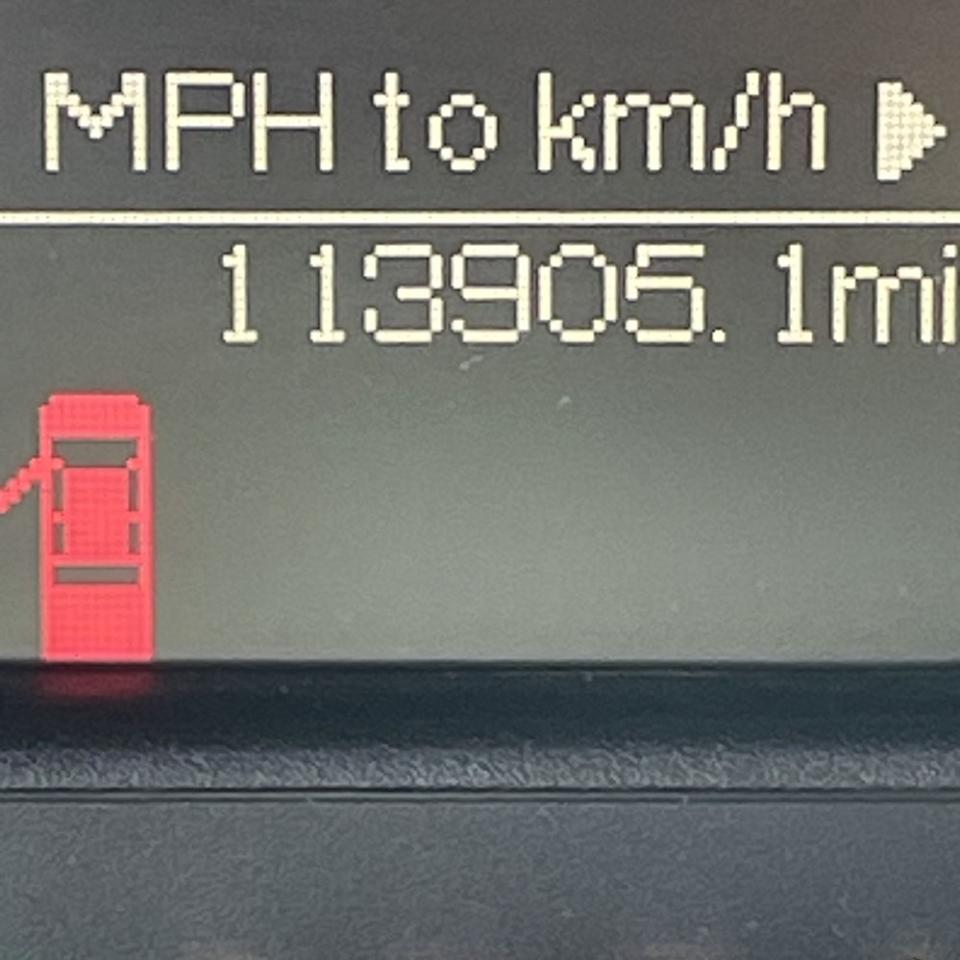 MPH to km/h ▶
113905.1mi